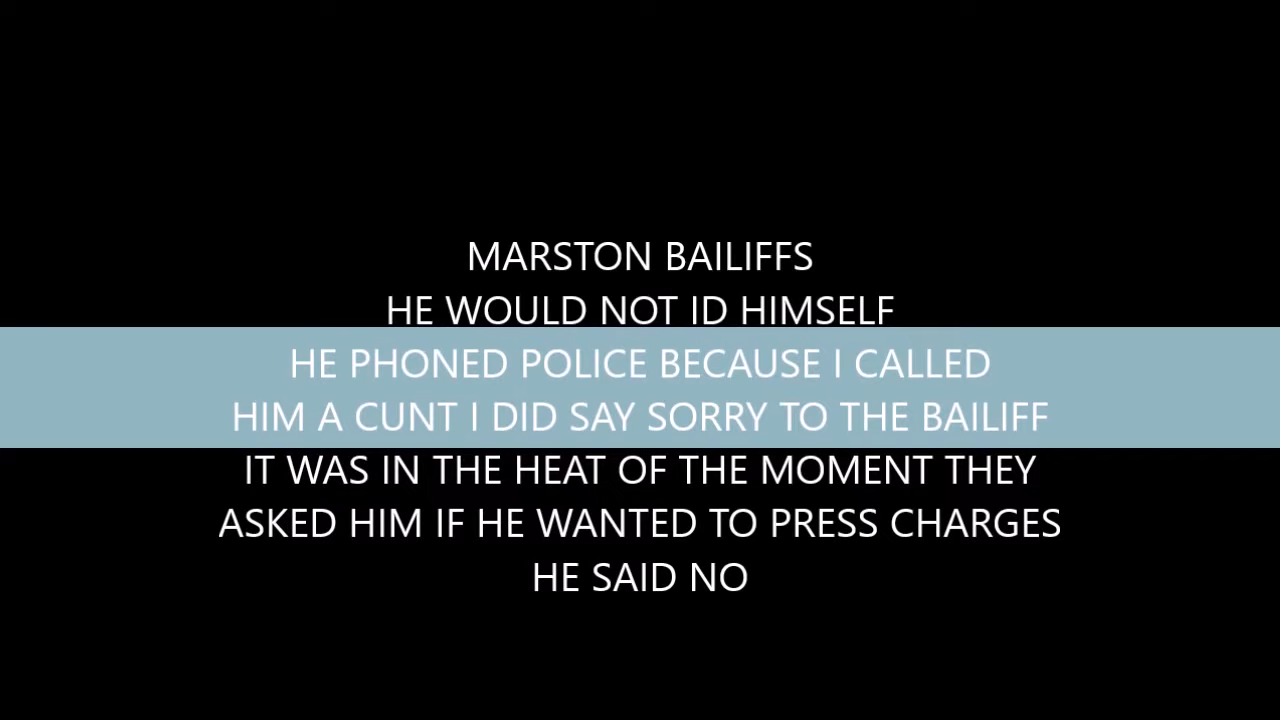 MARSTON BAILIFFS
HE WOULD NOT ID HIMSELF
HE PHONED POLICE BECAUSE I CALLED
HIM A CUNT I DID SAY SORRY TO THE BAILIFF
IT WAS IN THE HEAT OF THE MOMENT THEY
ASKED HIM IF HE WANTED TO PRESS CHARGES
HE SAID NO